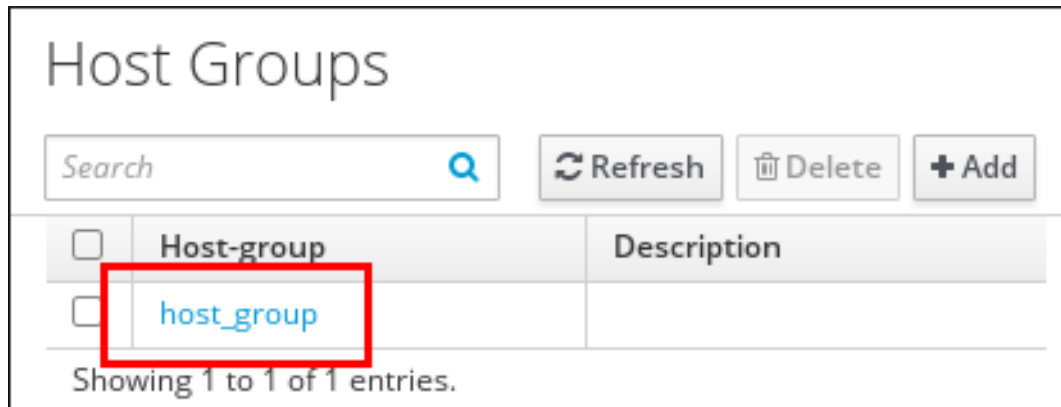 Host Groups
Search Refresh Delete Add
Host-group Description
host_group
Showing 1 to 1 of 1 entries.